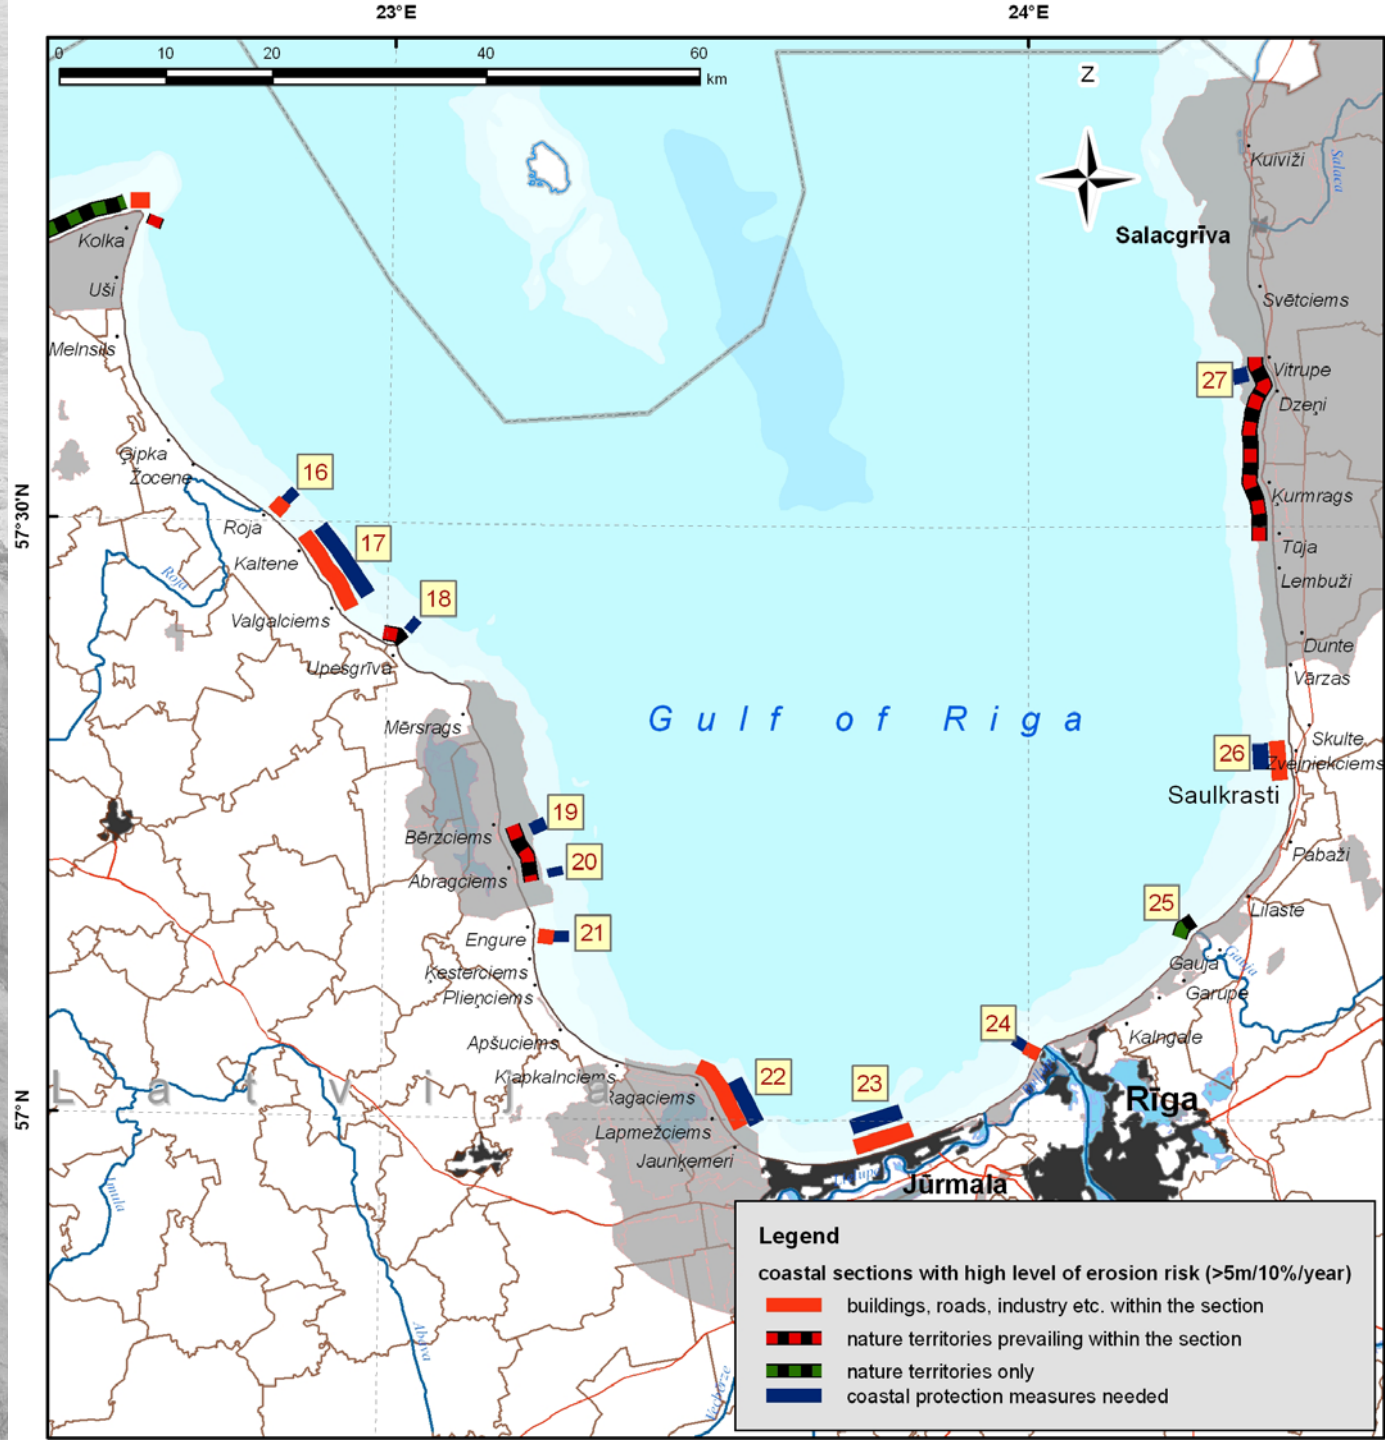 23°E
24°E
0 10 20 40 60
km
Z
Kuiviži
Salaca
Salacgrīva
Kolka
Uši
Svētciems
Melnsils
Vitrupe
27
Dzeņi
Ģipka
Žocene
16
57°30'N
Kurmrags
Roja
17
Kaltene
Tūja
Roja
Lembuži
18
Valgalciems
Dunte
Upesgrīva
Vārzas
Gulf of Riga
Mērsrags
Skulte
26
Zvejniekciems
Saulkrasti
19
Bērzciems
Pabaži
20
Abragciems
25
Lilaste
21
Engure
Gauja
Gauja
Ķesterciems
Garupe
Plieņciems
24
Kalngale
Apšuciems
Klapkalnciems
22
Latvija
23
57°N
Ragaciems
Rīga
Lapmežciems
Jaunķemeri
Jūrmala
Imula
Legend
coastal sections with high level of erosion risk (>5m/10%/year)
buildings, roads, industry etc. within the section
nature territories prevailing within the section
Abava
nature territories only
coastal protection measures needed